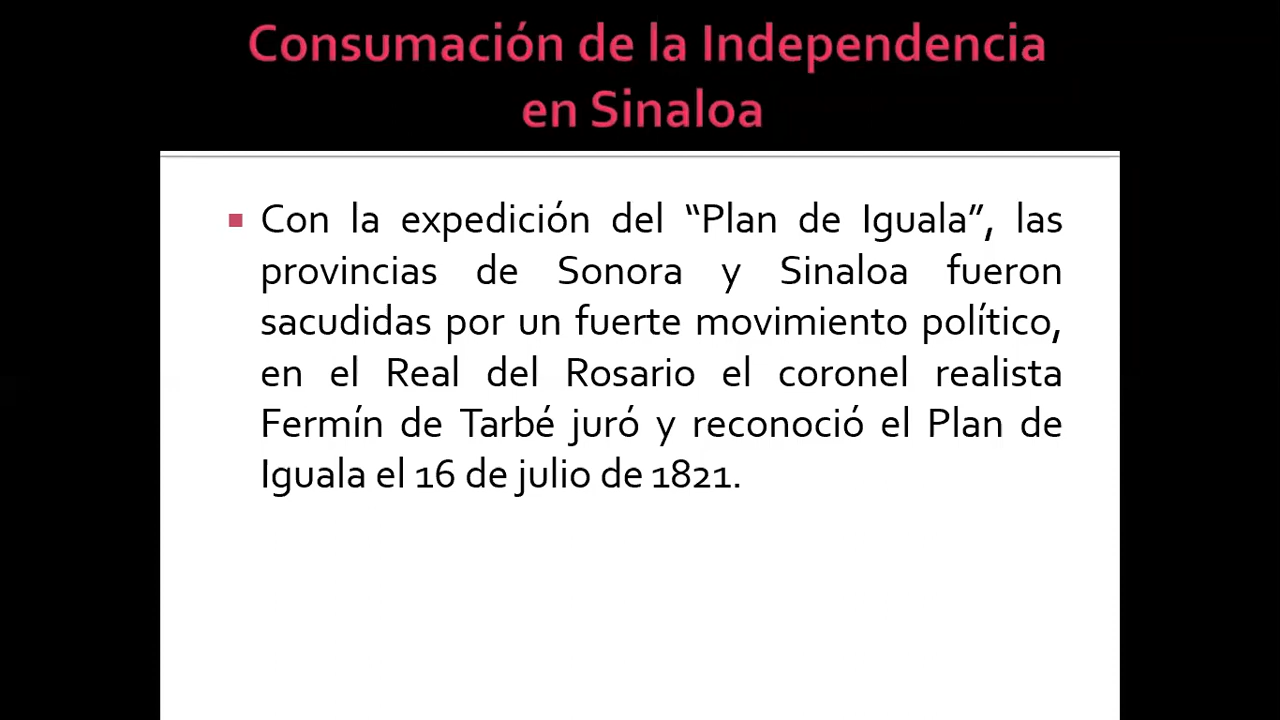 Consumación de la Independencia
en Sinaloa
Con la expedición del “Plan de Iguala”, las
provincias de Sonora y Sinaloa fueron
sacudidas por un fuerte movimiento político,
en el Real del Rosario el coronel realista
Fermín de Tarbé juró y reconoció el Plan de
Iguala el 16 de julio de 1821.